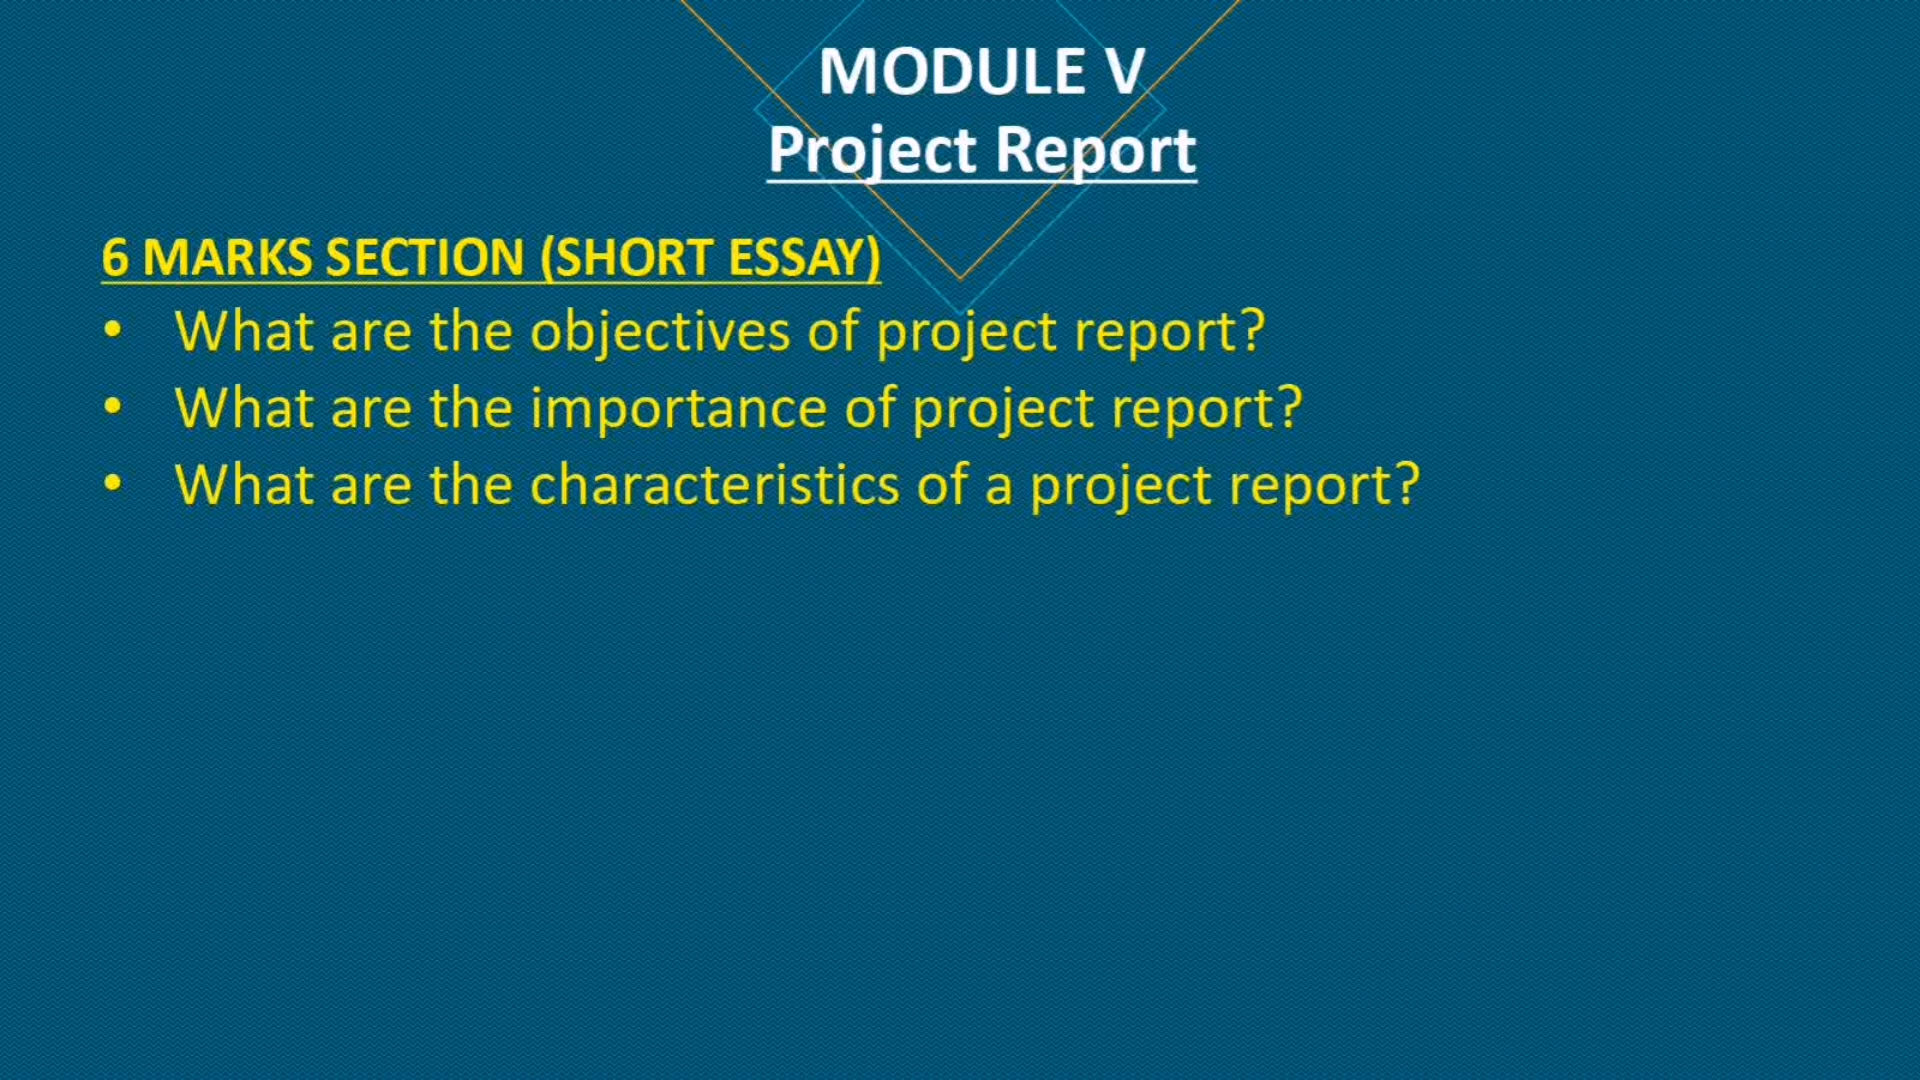 MODULE V
Project Report
6 MARKS SECTION (SHORT ESSAY)
• What are the objectives of project report?
• What are the importance of project report?
• What are the characteristics of a project report?